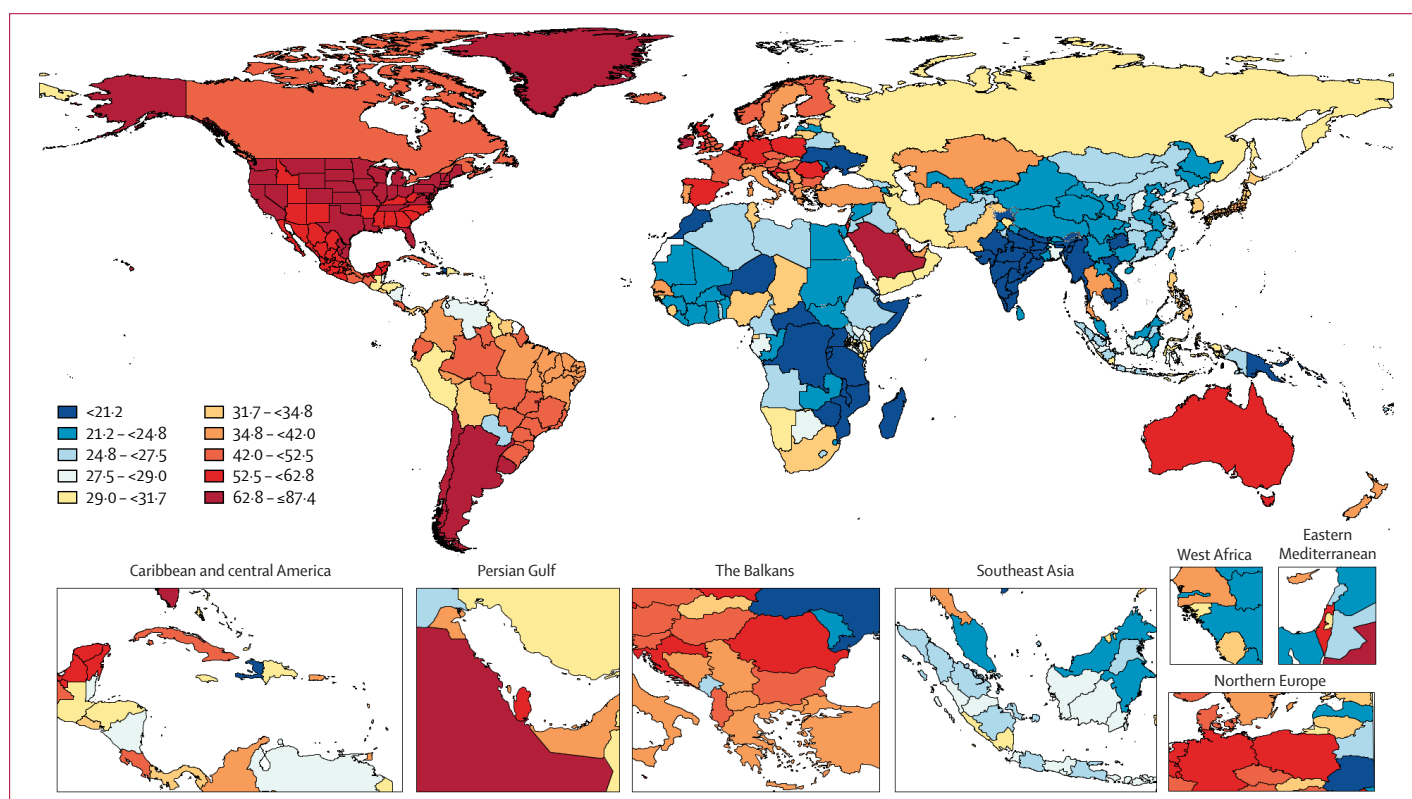 <21·2
21·2 – <24·8
24·8 – <27·5
27·5 – <29·0
29·0 – <31·7
31·7 – <34·8
34·8 – <42·0
42·0 – <52·5
52·5 – <62·8
62·8 – ≤87·4
Caribbean and central America
Persian Gulf
The Balkans
Southeast Asia
West Africa
Eastern
Mediterranean
Northern Europe